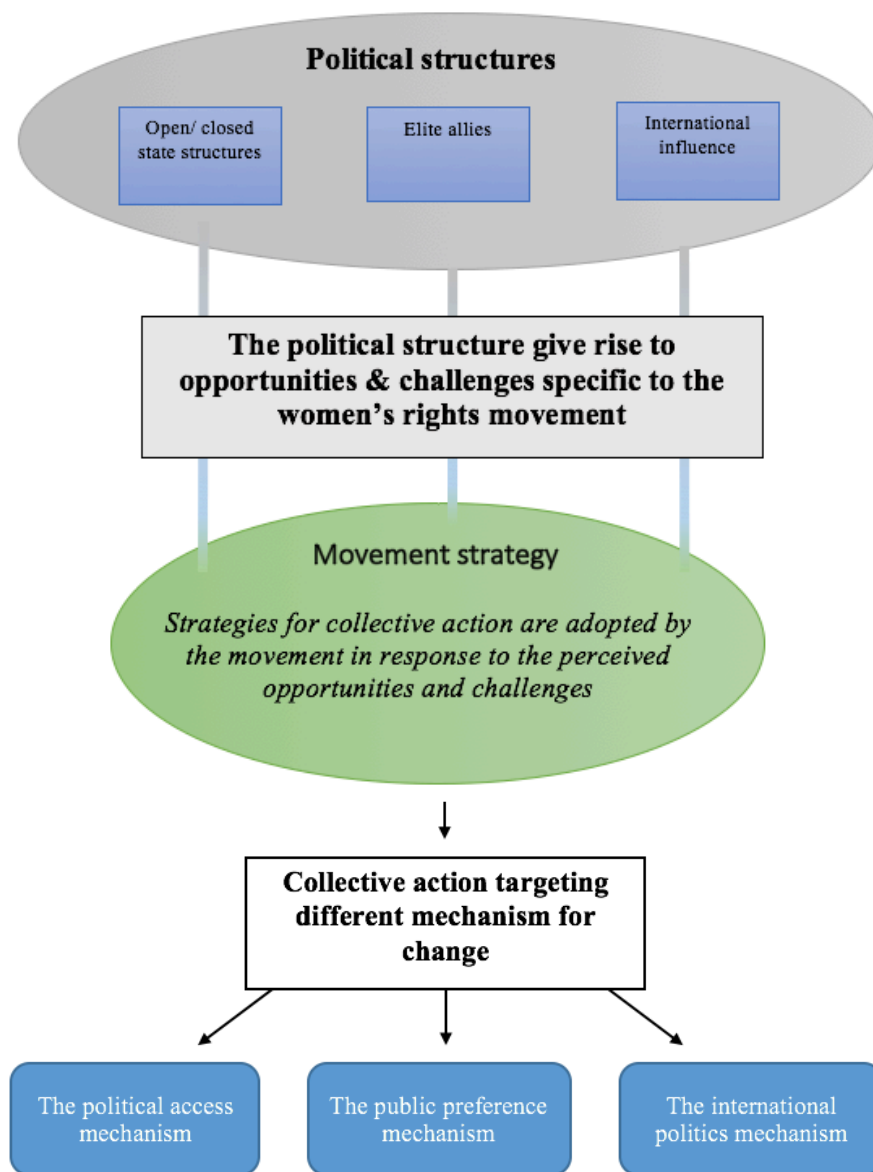 Political structures
Open/ closed
state structures
Elite allies
International
influence
The political structure give rise to
opportunities & challenges specific to the
women’s rights movement
Movement strategy
Strategies for collective action are adopted by
the movement in response to the perceived
opportunities and challenges
Collective action targeting
different mechanism for
change
The political access
mechanism
The public preference
mechanism
The international
politics mechanism